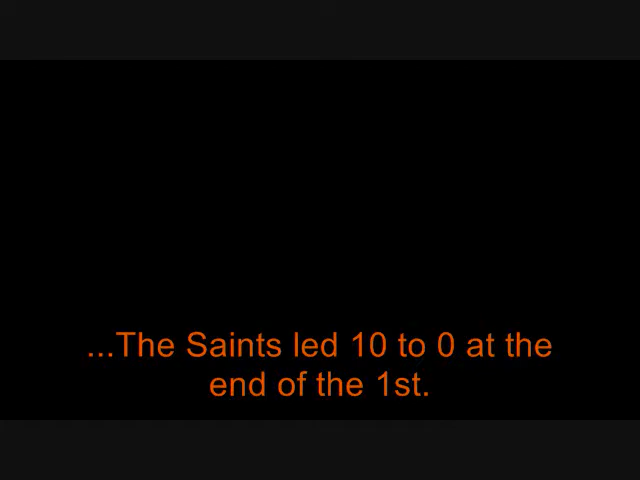 ...The Saints led 10 to 0 at the
end of the 1st.